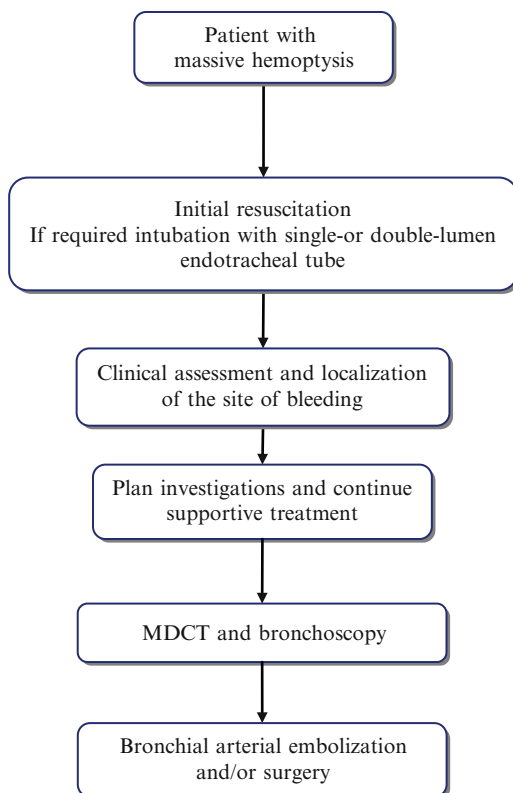 Patient with
massive hemoptysis
Initial resuscitation
If required intubation with single-or double-lumen
endotracheal tube
Clinical assessment and localization
of the site of bleeding
Plan investigations and continue
supportive treatment
MDCT and bronchoscopy
Bronchial arterial embolization
and/or surgery